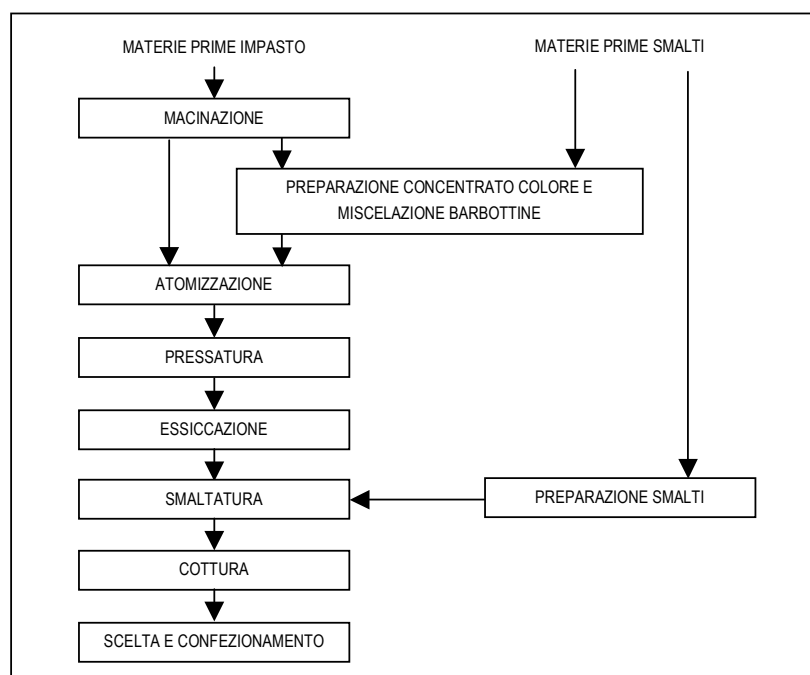 MATERIE PRIME IMPASTO
MATERIE PRIME SMALTI
MACINAZIONE
PREPARAZIONE CONCENTRATO COLORE E
MISCELAZIONE BARBOTTINE
ATOMIZZAZIONE
PRESSATURA
ESSICCAZIONE
SMALTATURA
PREPARAZIONE SMALTI
COTTURA
SCELTA E CONFEZIONAMENTO